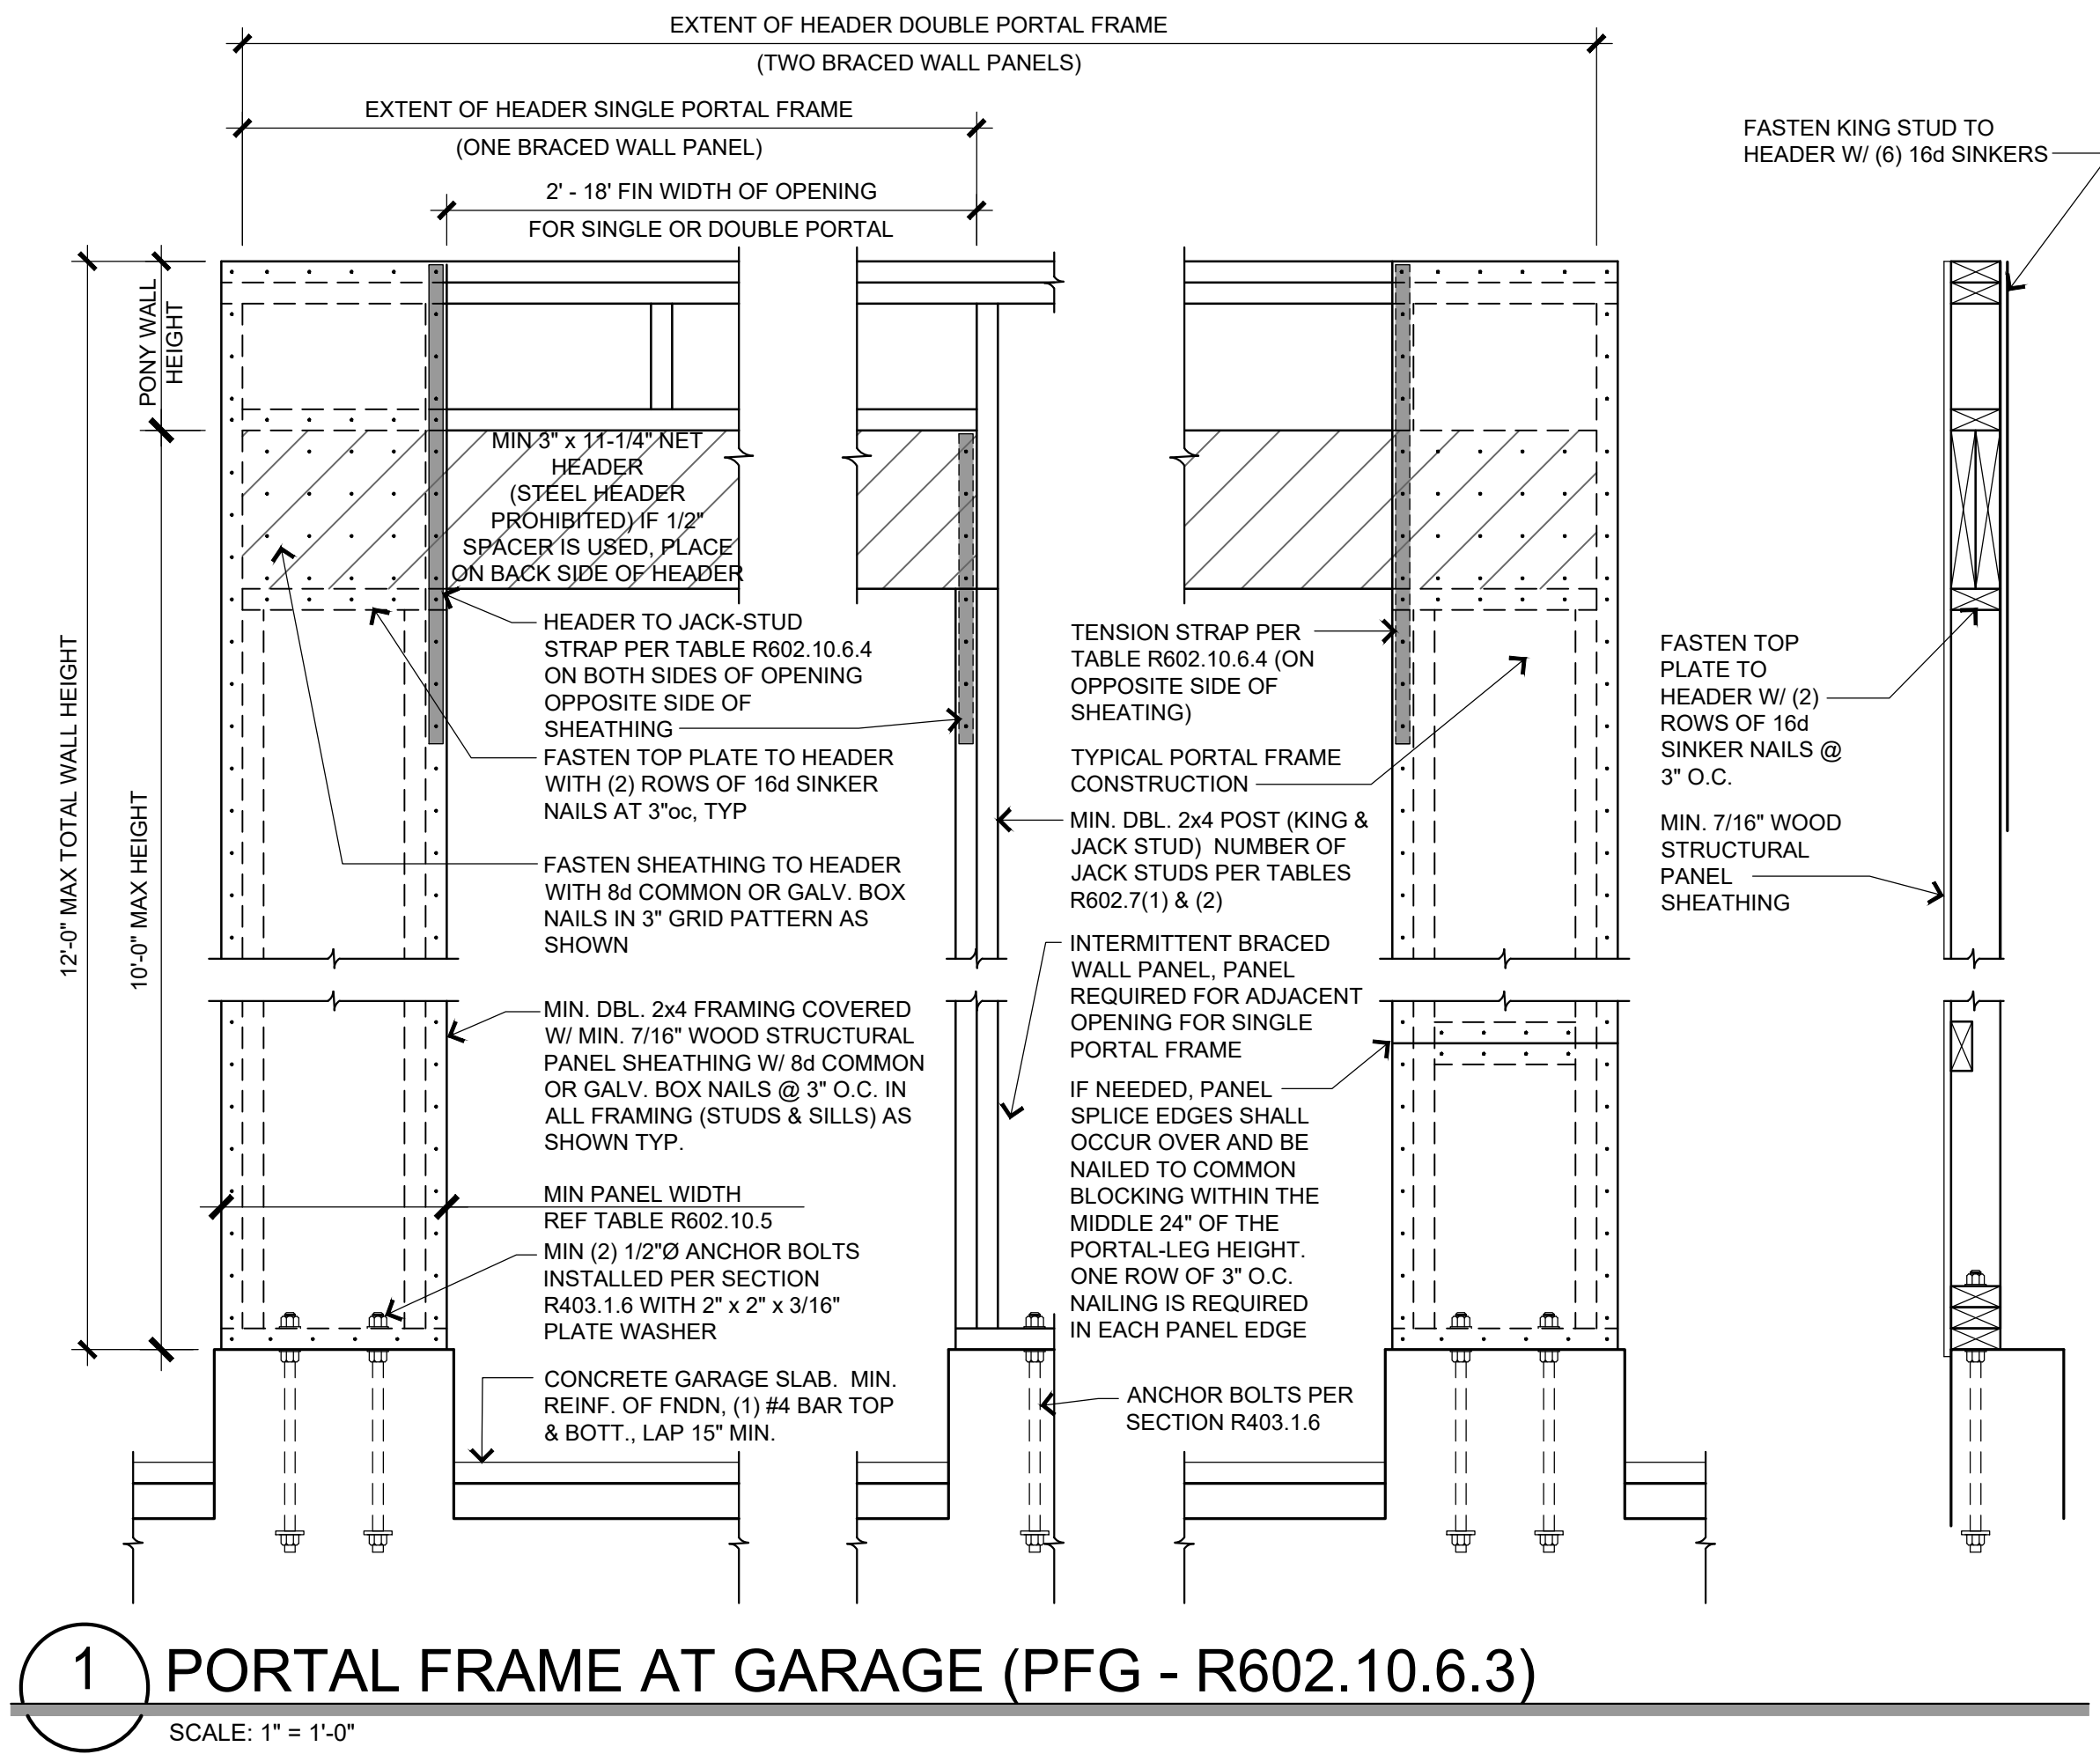 EXTENT OF HEADER DOUBLE PORTAL FRAME
(TWO BRACED WALL PANELS)
EXTENT OF HEADER SINGLE PORTAL FRAME
(ONE BRACED WALL PANEL)
2' - 18' FIN WIDTH OF OPENING
FOR SINGLE OR DOUBLE PORTAL
FASTEN KING STUD TO
HEADER W/ (6) 16d SINKERS
PONY WALL
HEIGHT
12'-0" MAX TOTAL WALL HEIGHT
10'-0" MAX HEIGHT
MIN 3" x 11-1/4" NET
HEADER
(STEEL HEADER
PROHIBITED) IF 1/2"
SPACER IS USED, PLACE
ON BACK SIDE OF HEADER
HEADER TO JACK-STUD
STRAP PER TABLE R602.10.6.4
ON BOTH SIDES OF OPENING
OPPOSITE SIDE OF
SHEATHING
FASTEN TOP PLATE TO HEADER
WITH (2) ROWS OF 16d SINKER
NAILS AT 3"oc, TYP
FASTEN SHEATHING TO HEADER
WITH 8d COMMON OR GALV. BOX
NAILS IN 3" GRID PATTERN AS
SHOWN
MIN. DBL. 2x4 FRAMING COVERED
W/ MIN. 7/16" WOOD STRUCTURAL
PANEL SHEATHING W/ 8d COMMON
OR GALV. BOX NAILS @ 3" O.C. IN
ALL FRAMING (STUDS & SILLS) AS
SHOWN TYP.
MIN PANEL WIDTH
REF TABLE R602.10.5
MIN (2) 1/2"Ø ANCHOR BOLTS
INSTALLED PER SECTION
R403.1.6 WITH 2" x 2" x 3/16"
PLATE WASHER
CONCRETE GARAGE SLAB.  MIN.
REINF. OF FNDN, (1) #4 BAR TOP
& BOTT., LAP 15" MIN.
TENSION STRAP PER
TABLE R602.10.6.4 (ON
OPPOSITE SIDE OF
SHEATING)
TYPICAL PORTAL FRAME
CONSTRUCTION
MIN. DBL. 2x4 POST (KING &
JACK STUD)  NUMBER OF
JACK STUDS PER TABLES
R602.7(1) & (2)
INTERMITTENT BRACED
WALL PANEL, PANEL
REQUIRED FOR ADJACENT
OPENING FOR SINGLE
PORTAL FRAME
IF NEEDED, PANEL
SPLICE EDGES SHALL
OCCUR OVER AND BE
NAILED TO COMMON
BLOCKING WITHIN THE
MIDDLE 24" OF THE
PORTAL-LEG HEIGHT.
ONE ROW OF 3" O.C.
NAILING IS REQUIRED
IN EACH PANEL EDGE
ANCHOR BOLTS PER
SECTION R403.1.6
FASTEN TOP
PLATE TO
HEADER W/ (2)
ROWS OF 16d
SINKER NAILS @
3" O.C.
MIN. 7/16" WOOD
STRUCTURAL
PANEL
SHEATHING
1
PORTAL FRAME AT GARAGE (PFG - R602.10.6.3)
SCALE: 1" = 1'-0"